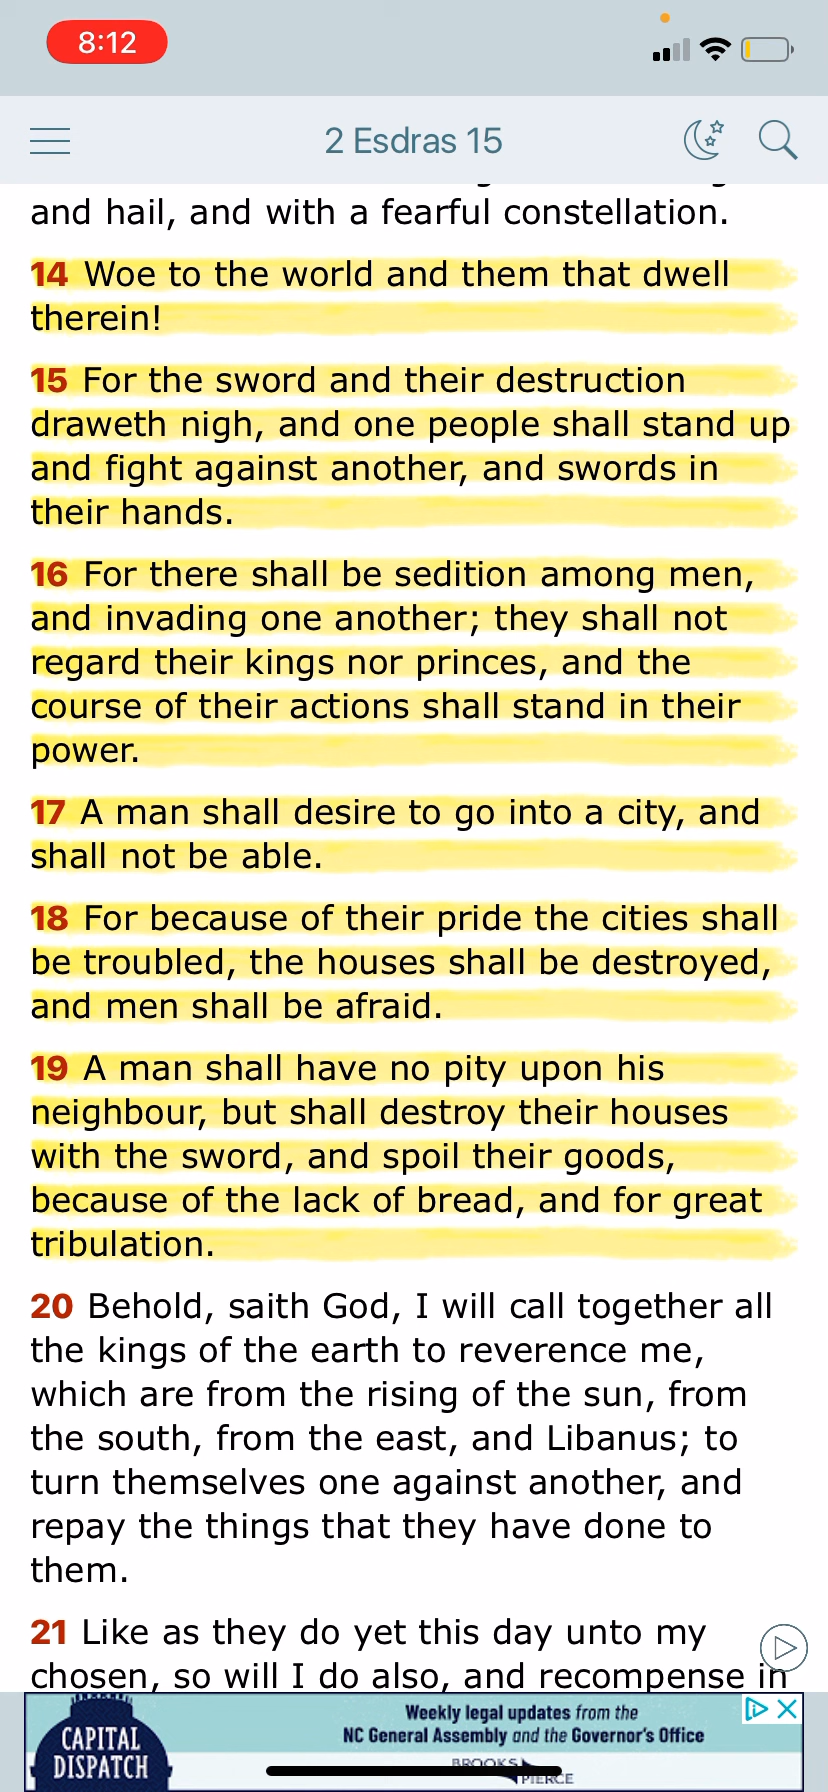 8:12
2 Esdras 15
and hail, and with a fearful constellation.
14 Woe to the world and them that dwell
therein!
15 For the sword and their destruction
draweth nigh, and one people shall stand up
and fight against another, and swords in
their hands.
16 For there shall be sedition among men,
and invading one another; they shall not
regard their kings nor princes, and the
course of their actions shall stand in their
power.
17 A man shall desire to go into a city, and
shall not be able.
18 For because of their pride the cities shall
be troubled, the houses shall be destroyed,
and men shall be afraid.
19 A man shall have no pity upon his
neighbour, but shall destroy their houses
with the sword, and spoil their goods,
because of the lack of bread, and for great
tribulation.
20 Behold, saith God, I will call together all
the kings of the earth to reverence me,
which are from the rising of the sun, from
the south, from the east, and Libanus; to
turn themselves one against another, and
repay the things that they have done to
them.
21 Like as they do yet this day unto my
chosen, so will I do also, and recompense in
CAPITAL
DISPATCH
Weekly legal updates from the
NC General Assembly and the Governor's Office
BROOKS
PIERCE